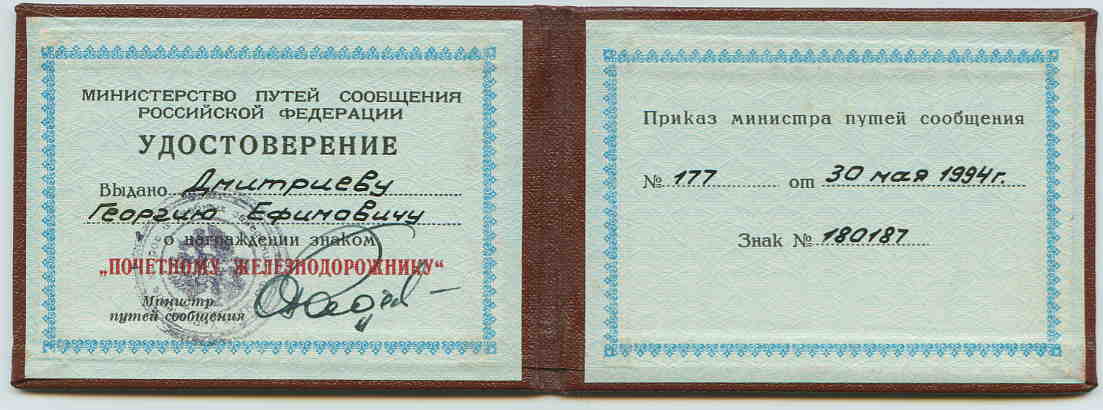 МИНИСТЕРСТВО ПУТЕЙ СООБЩЕНИЯ
РОССИЙСКОЙ ФЕДЕРАЦИИ
УДОСТОВЕРЕНИЕ
Выдано Дмитриеву
Георгию Ефимовичу
о награждении знаком
„ПОЧЕТНОМУ ЖЕЛЕЗНОДОРОЖНИКУ“
Министр
путей сообщения
Приказ министра путей сообщения
№ 177 от 30 мая 1994г.
Знак № 180187